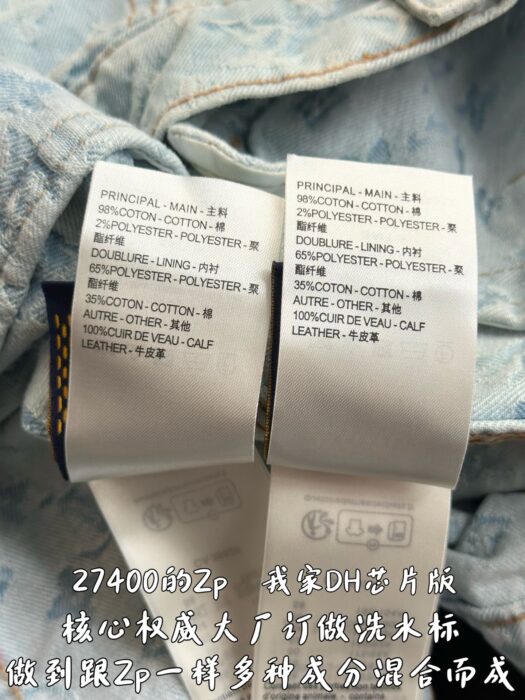 PRINCIPAL - MAIN - 主料
98%COTON - COTTON - 棉
2%POLYESTER - POLYESTER - 聚
酯纤维
DOUBLURE - LINING - 内衬
65%POLYESTER - POLYESTER - 聚
酯纤维
35%COTON - COTTON - 棉
AUTRE - OTHER - 其他
100%CUIR DE VEAU - CALF
LEATHER - 牛皮革
PRINCIPAL - MAIN - 主料
98%COTON - COTTON - 棉
2%POLYESTER - POLYESTER - 聚
酯纤维
DOUBLURE - LINING - 内衬
65%POLYESTER - POLYESTER - 聚
酯纤维
35%COTON - COTTON - 棉
AUTRE - OTHER - 其他
100%CUIR DE VEAU - CALF
LEATHER - 牛皮革
27400的Zp 我家DH芯片版
核心权威大厂订做洗水标
做到跟Zp一样多种成分混合而成